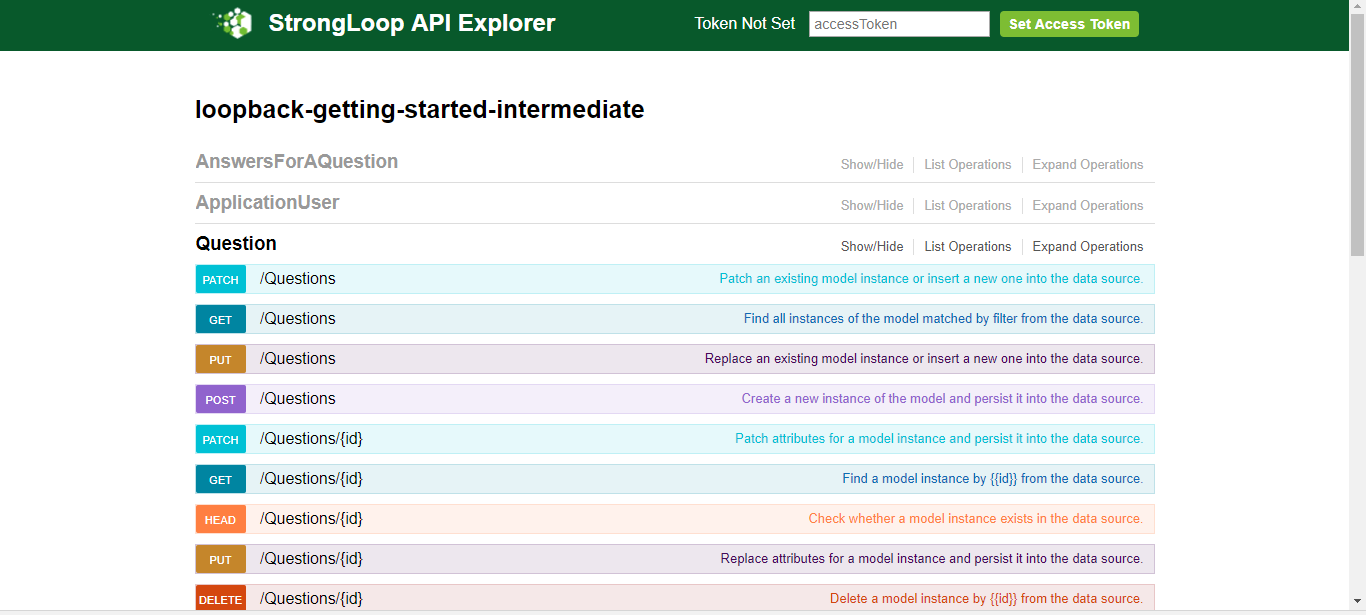 StrongLoop API Explorer Token Not Set accessToken Set Access Token
loopback-getting-started-intermediate
AnswersForAQuestion Show/Hide List Operations Expand Operations
ApplicationUser Show/Hide List Operations Expand Operations
Question Show/Hide List Operations Expand Operations
PATCH /Questions Patch an existing model instance or insert a new one into the data source.
GET /Questions Find all instances of the model matched by filter from the data source.
PUT /Questions Replace an existing model instance or insert a new one into the data source.
POST /Questions Create a new instance of the model and persist it into the data source.
PATCH /Questions/{id} Patch attributes for a model instance and persist it into the data source.
GET /Questions/{id} Find a model instance by {{id}} from the data source.
HEAD /Questions/{id} Check whether a model instance exists in the data source.
PUT /Questions/{id} Replace attributes for a model instance and persist it into the data source.
DELETE /Questions/{id} Delete a model instance by {{id}} from the data source.